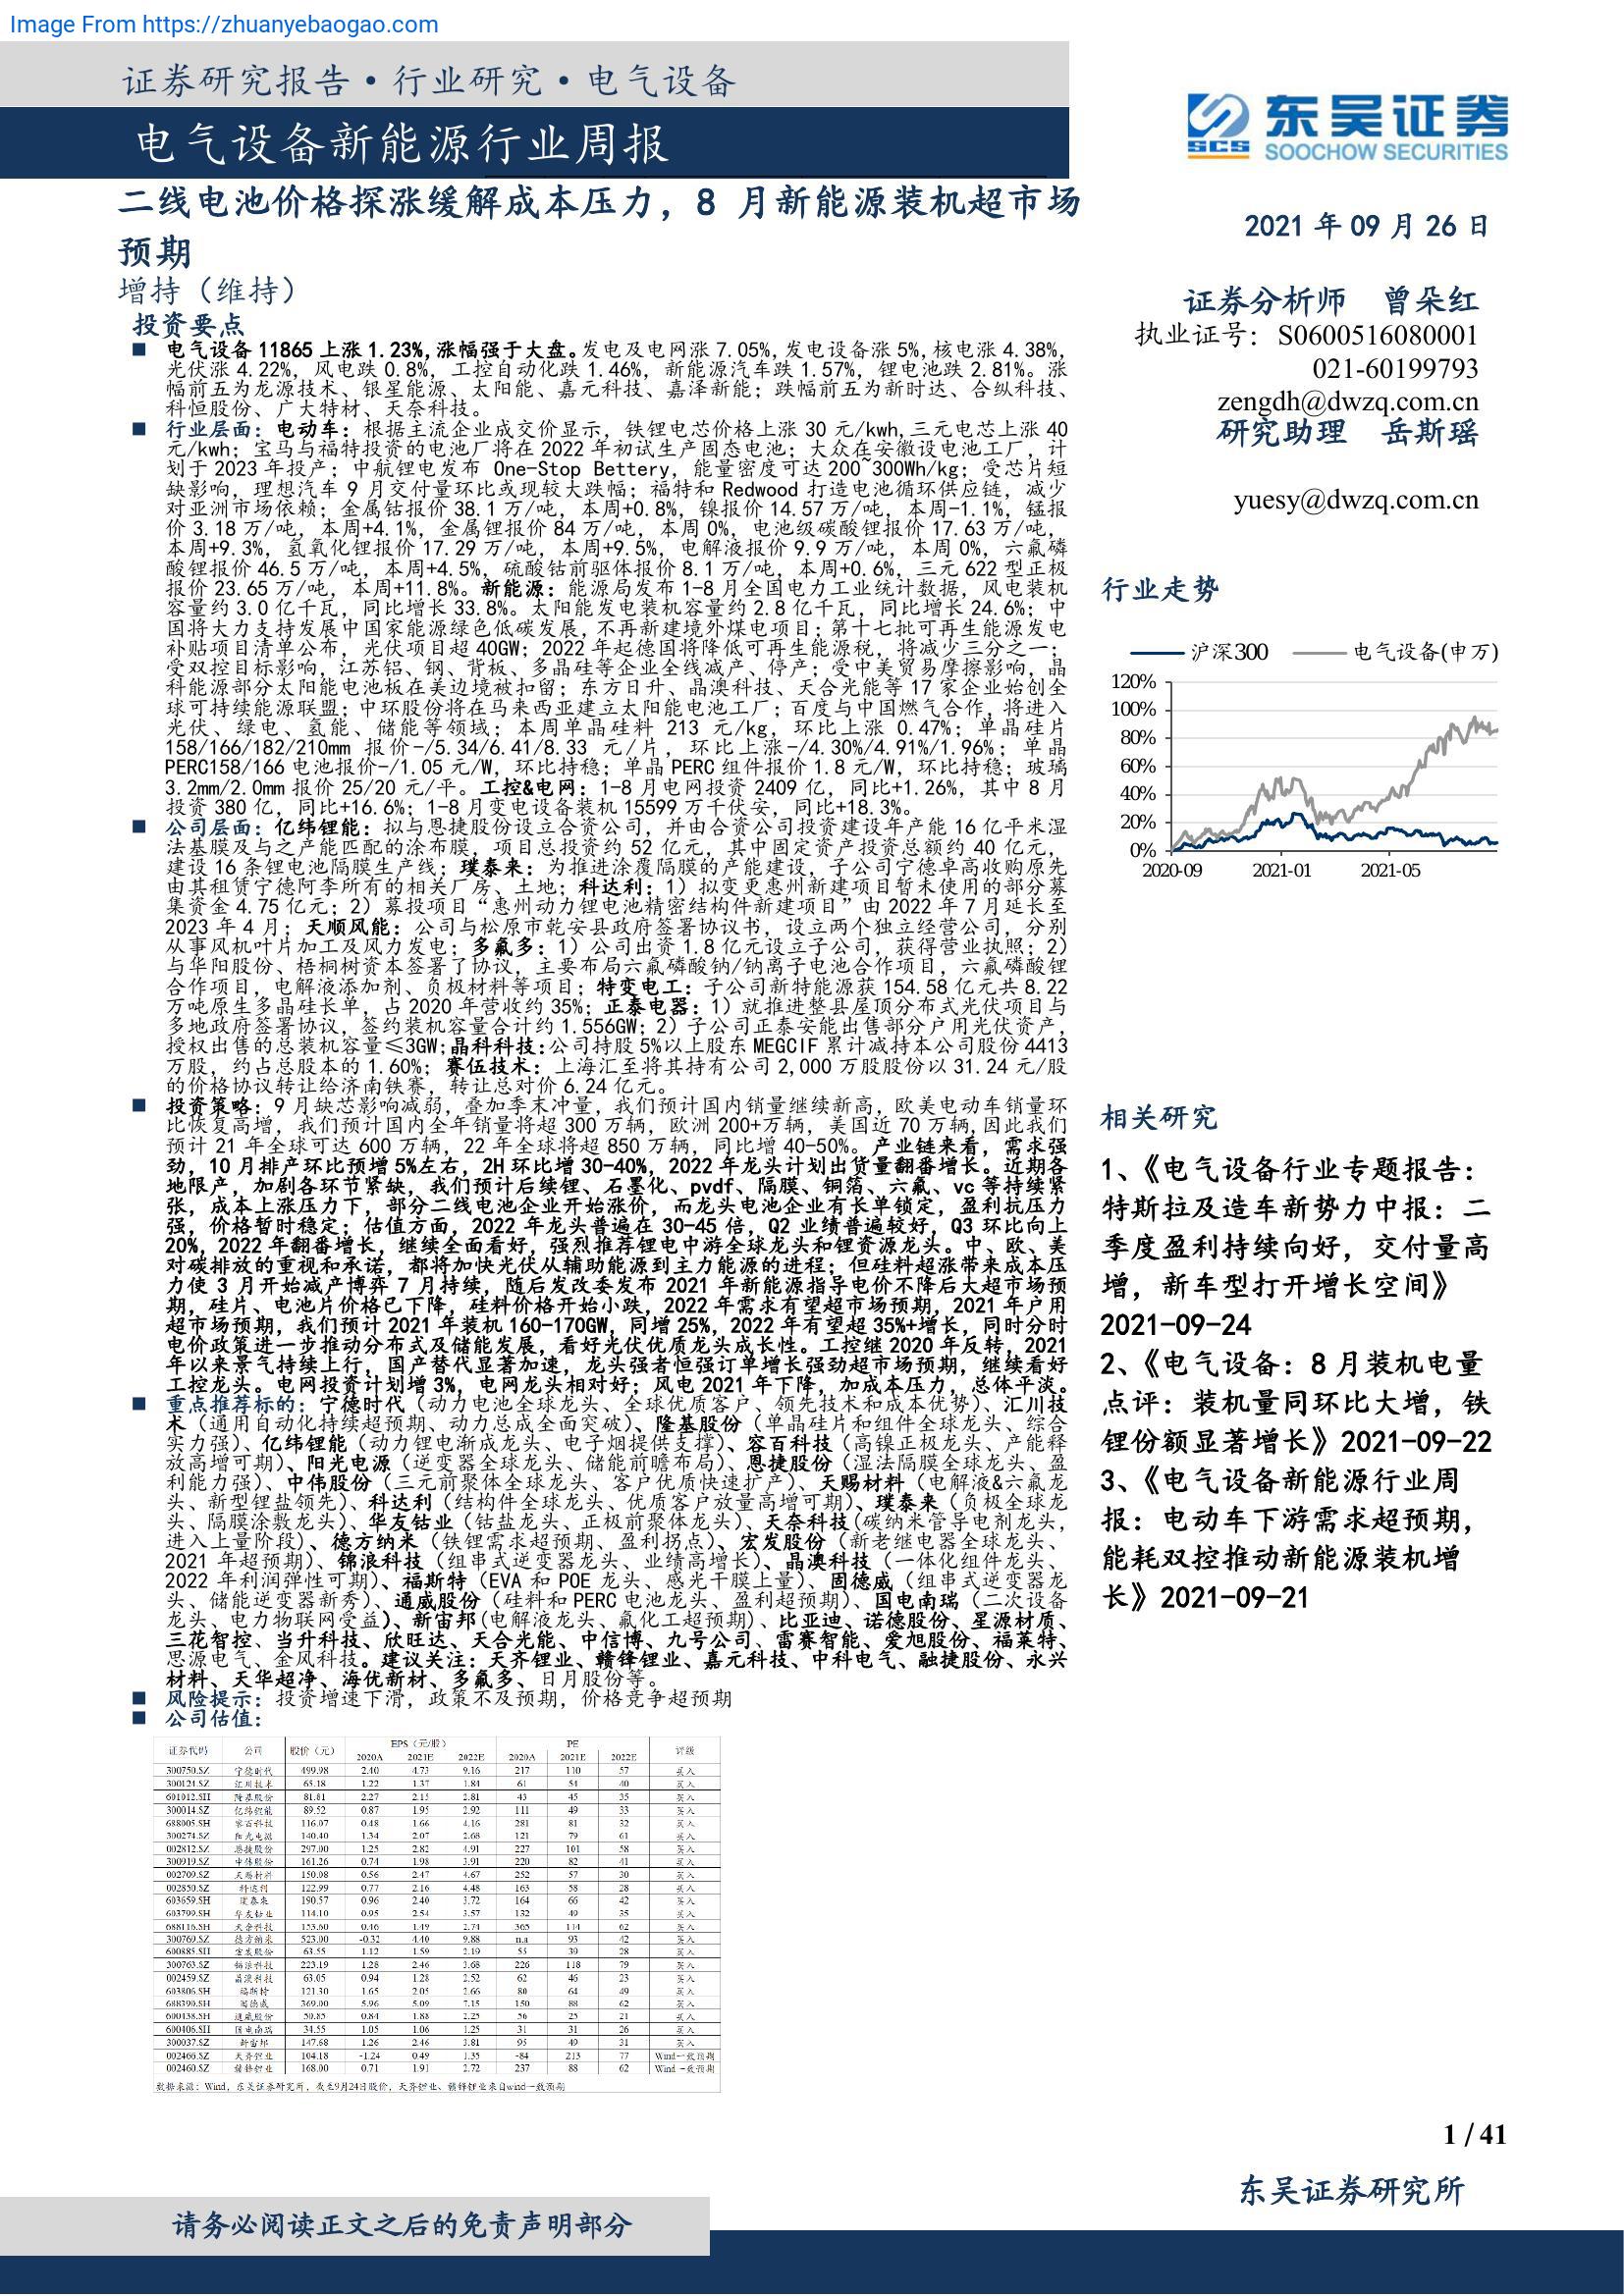 Image From https://zhuanyebaogao.com
证券研究报告·行业研究·电气设备
电气设备新能源行业周报
二线电池价格探涨缓解成本压力，8 月新能源装机超市场
预期
增持（维持）
投资要点
■ 电气设备 11865 上涨 1.23%,涨幅强于大盘。发电及电网涨 7.05%,发电设备涨 5%,核电涨 4.38%,
光伏涨 4.22%, 风电跌 0.8%, 工控自动化跌 1.46%, 新能源汽车跌 1.57%, 锂电池跌 2.81%。涨
幅前五为龙源技术、银星能源、太阳能、嘉元科技、嘉泽新能；跌幅前五为新时达、合纵科技、
科恒股份、广大特材、天奈科技。
■ 行业层面：电动车：根据主流企业成交价显示，铁锂电芯价格上涨 30 元/kwh,三元电芯上涨 40
元/kwh；宝马与福特投资的电池厂将在 2022 年初试生产固态电池；大众在安徽设电池工厂，计
划于 2023 年投产；中航锂电发布 One-Stop Bettery, 能量密度可达 200~300Wh/kg；受芯片短
缺影响，理想汽车 9 月交付量环比或现较大跌幅；福特和 Redwood 打造电池循环供应链，减少
对亚洲市场依赖；金属钴报价 38.1 万/吨，本周+0.8%, 镍报价 14.57 万/吨，本周-1.1%, 锰报
价 3.18 万/吨，本周+4.1%, 金属锂报价 84 万/吨，本周 0%, 电池级碳酸锂报价 17.63 万/吨，
本周+9.3%, 氢氧化锂报价 17.29 万/吨，本周+9.5%, 电解液报价 9.9 万/吨，本周 0%, 六氟磷
酸锂报价 46.5 万/吨，本周+4.5%, 硫酸钴前驱体报价 8.1 万/吨，本周+0.6%, 三元 622 型正极
报价 23.65 万/吨，本周+11.8%。新能源：能源局发布 1-8 月全国电力工业统计数据，风电装机
容量约 3.0 亿千瓦，同比增长 33.8%。太阳能发电装机容量约 2.8 亿千瓦，同比增长 24.6%；中
国将大力支持发展中国家能源绿色低碳发展,不再新建境外煤电项目；第十七批可再生能源发电
补贴项目清单公布，光伏项目超 40GW；2022 年起德国将降低可再生能源税，将减少三分之一；
受双控目标影响，江苏铝、钢、背板、多晶硅等企业全线减产、停产；受中美贸易摩擦影响，晶
科能源部分太阳能电池板在美边境被扣留；东方日升、晶澳科技、天合光能等 17 家企业始创全
球可持续能源联盟；中环股份将在马来西亚建立太阳能电池工厂；百度与中国燃气合作，将进入
光伏、绿电、氢能、储能等领域；本周单晶硅料 213 元/kg, 环比上涨 0.47%；单晶硅片
158/166/182/210mm 报价-/5.34/6.41/8.33 元/片，环比上涨-/4.30%/4.91%/1.96%；单晶
PERC158/166 电池报价-/1.05 元/W, 环比持稳；单晶 PERC 组件报价 1.8 元/W, 环比持稳；玻璃
3.2mm/2.0mm 报价 25/20 元/平。工控&电网：1-8 月电网投资 2409 亿，同比+1.26%, 其中 8 月
投资 380 亿，同比+16.6%；1-8 月变电设备装机 15599 万千伏安，同比+18.3%。
■ 公司层面：亿纬锂能：拟与恩捷股份设立合资公司，并由合资公司投资建设年产能 16 亿平米湿
法基膜及与之产能匹配的涂布膜，项目总投资约 52 亿元，其中固定资产投资总额约 40 亿元，
建设 16 条锂电池隔膜生产线；璞泰来：为推进涂覆隔膜的产能建设，子公司宁德卓高收购原先
由其租赁宁德阿李所有的相关厂房、土地；科达利：1）拟变更惠州新建项目暂未使用的部分募
集资金 4.75 亿元；2）募投项目“惠州动力锂电池精密结构件新建项目”由 2022 年 7 月延长至
2023 年 4 月；天顺风能：公司与松原市乾安县政府签署协议书，设立两个独立经营公司，分别
从事风机叶片加工及风力发电；多氟多：1）公司出资 1.8 亿元设立子公司，获得营业执照；2）
与华阳股份、梧桐树资本签署了协议，主要布局六氟磷酸钠/钠离子电池合作项目，六氟磷酸锂
合作项目，电解液添加剂、负极材料等项目；特变电工：子公司新特能源获 154.58 亿元共 8.22
万吨原生多晶硅长单，占 2020 年营收约 35%；正泰电器：1）就推进整县屋顶分布式光伏项目与
多地政府签署协议，签约装机容量合计约 1.556GW；2）子公司正泰安能出售部分户用光伏资产，
授权出售的总装机容量≤3GW；晶科科技：公司持股 5%以上股东 MEGCIF 累计减持本公司股份 4413
万股，约占总股本的 1.60%；赛伍技术：上海汇至将其持有公司 2,000 万股股份以 31.24 元/股
的价格协议转让给济南铁赛，转让总对价 6.24 亿元。
■ 投资策略：9 月缺芯影响减弱，叠加季末冲量，我们预计国内销量继续新高，欧美电动车销量环
比恢复高增，我们预计国内全年销量将超 300 万辆，欧洲 200+万辆，美国近 70 万辆,因此我们
预计 21 年全球可达 600 万辆，22 年全球将超 850 万辆，同比增 40-50%。产业链来看，需求强
劲，10 月排产环比预增 5%左右，2H 环比增 30-40%, 2022 年龙头计划出货量翻番增长。近期各
地限产，加剧各环节紧缺，我们预计后续锂、石墨化、pvdf、隔膜、铜箔、六氟、vc 等持续紧
张，成本上涨压力下，部分二线电池企业开始涨价，而龙头电池企业有长单锁定，盈利抗压力
强，价格暂时稳定；估值方面，2022 年龙头普遍在 30-45 倍，Q2 业绩普遍较好，Q3 环比向上
20%, 2022 年翻番增长，继续全面看好，强烈推荐锂电中游全球龙头和锂资源龙头。中、欧、美
对碳排放的重视和承诺，都将加快光伏从辅助能源到主力能源的进程；但硅料超涨带来成本压
力使 3 月开始减产博弈 7 月持续，随后发改委发布 2021 年新能源指导电价不降后大超市场预
期，硅片、电池片价格已下降，硅料价格开始小跌，2022 年需求有望超市场预期，2021 年户用
超市场预期，我们预计 2021 年装机 160-170GW, 同增 25%, 2022 年有望超 35%+增长，同时分时
电价政策进一步推动分布式及储能发展，看好光伏优质龙头成长性。工控继 2020 年反转，2021
年以来景气持续上行，国产替代显著加速，龙头强者恒强订单增长强劲超市场预期，继续看好
工控龙头。电网投资计划增 3%, 电网龙头相对好；风电 2021 年下降，加成本压力，总体平淡。
■ 重点推荐标的：宁德时代（动力电池全球龙头、全球优质客户、领先技术和成本优势）、汇川技
术（通用自动化持续超预期、动力总成全面突破）、隆基股份（单晶硅片和组件全球龙头、综合
实力强）、亿纬锂能（动力锂电渐成龙头、电子烟提供支撑）、容百科技（高镍正极龙头、产能释
放高增可期）、阳光电源（逆变器全球龙头、储能前瞻布局）、恩捷股份（湿法隔膜全球龙头、盈
利能力强）、中伟股份（三元前聚体全球龙头、客户优质快速扩产）、天赐材料（电解液&六氟龙
头、新型锂盐领先）、科达利（结构件全球龙头、优质客户放量高增可期）、璞泰来（负极全球龙
头、隔膜涂敷龙头）、华友钴业（钴盐龙头、正极前聚体龙头）、天奈科技(碳纳米管导电剂龙头，
进入上量阶段）、德方纳米（铁锂需求超预期、盈利拐点）、宏发股份（新老继电器全球龙头、
2021 年超预期）、锦浪科技（组串式逆变器龙头、业绩高增长）、晶澳科技（一体化组件龙头、
2022 年利润弹性可期）、福斯特（EVA 和 POE 龙头、感光干膜上量）、固德威（组串式逆变器龙
头、储能逆变器新秀）、通威股份（硅料和 PERC 电池龙头、盈利超预期）、国电南瑞（二次设备
龙头、电力物联网受益）、新宙邦(电解液龙头、氟化工超预期）、比亚迪、诺德股份、星源材质、
三花智控、当升科技、欣旺达、天合光能、中信博、九号公司、雷赛智能、爱旭股份、福莱特、
思源电气、金风科技。建议关注：天齐锂业、赣锋锂业、嘉元科技、中科电气、融捷股份、永兴
材料、天华超净、海优新材、多氟多、日月股份等。
■ 风险提示：投资增速下滑，政策不及预期，价格竞争超预期
■ 公司估值：
证券代码 公司 股价（元） EPS（元/股） PE 评级
2020A 2021E 2022E 2020A 2021E 2022E
300750.SZ 宁德时代 499.98 2.40 4.73 9.16 217 110 57 买入
300124.SZ 汇川技术 65.18 1.22 1.37 1.84 61 54 40 买入
601012.SH 隆基股份 81.81 2.27 2.15 2.81 43 45 35 买入
300014.SZ 亿纬锂能 89.52 0.87 1.95 2.92 111 49 33 买入
688005.SH 容百科技 116.07 0.48 1.66 4.16 281 81 32 买入
300274.SZ 阳光电源 140.40 1.34 2.07 2.68 121 79 61 买入
002812.SZ 恩捷股份 297.00 1.25 2.82 4.91 227 101 58 买入
300919.SZ 中伟股份 161.26 0.74 1.98 3.91 220 82 41 买入
002709.SZ 天赐材料 150.08 0.56 2.47 4.67 252 57 30 买入
002850.SZ 科达利 122.99 0.77 2.16 4.48 163 58 28 买入
603659.SH 璞泰来 190.57 0.96 2.40 3.72 164 66 42 买入
603799.SH 华友钴业 114.10 0.95 2.54 3.57 132 49 35 买入
688116.SH 天奈科技 153.60 0.46 1.49 2.74 365 114 62 买入
300769.SZ 德方纳米 523.00 -0.32 4.40 9.88 n.a 93 42 买入
600885.SH 宏发股份 63.55 1.12 1.59 2.19 53 39 28 买入
300763.SZ 锦浪科技 223.19 1.28 2.46 3.68 226 118 79 买入
002459.SZ 晶澳科技 63.05 0.94 1.28 2.52 62 46 23 买入
603806.SH 福斯特 121.30 1.65 2.05 2.66 80 64 49 买入
688390.SH 固德威 369.00 5.96 5.09 7.15 150 88 62 买入
600438.SH 通威股份 50.85 0.84 1.88 2.25 56 25 21 买入
600406.SH 国电南瑞 34.55 1.05 1.06 1.25 31 31 26 买入
300037.SZ 新宙邦 147.68 1.26 2.46 3.81 95 49 31 买入
002466.SZ 天齐锂业 104.18 -1.24 0.49 1.35 -84 213 77 Wind一致预期
002460.SZ 赣锋锂业 168.00 0.71 1.91 2.72 237 88 62 Wind一致预期
数据来源：Wind，东吴证券研究所，截至9月24日股价，天齐锂业、赣锋锂业来自wind一致预期
SCS 东吴证券
SOOCHOW SECURITIES
2021 年 09 月 26 日
证券分析师 曾朵红
执业证号：S0600516080001
021-60199793
zengdh@dwzq.com.cn
研究助理 岳斯瑶
yuesy@dwzq.com.cn
行业走势
沪深300 电气设备(申万)
120%
100%
80%
60%
40%
20%
0%
2020-09 2021-01 2021-05
相关研究
1、《电气设备行业专题报告：
特斯拉及造车新势力中报：二
季度盈利持续向好，交付量高
增，新车型打开增长空间》
2021-09-24
2、《电气设备：8 月装机电量
点评：装机量同环比大增，铁
锂份额显著增长》2021-09-22
3、《电气设备新能源行业周
报：电动车下游需求超预期，
能耗双控推动新能源装机增
长》2021-09-21
1 / 41
东吴证券研究所
请务必阅读正文之后的免责声明部分